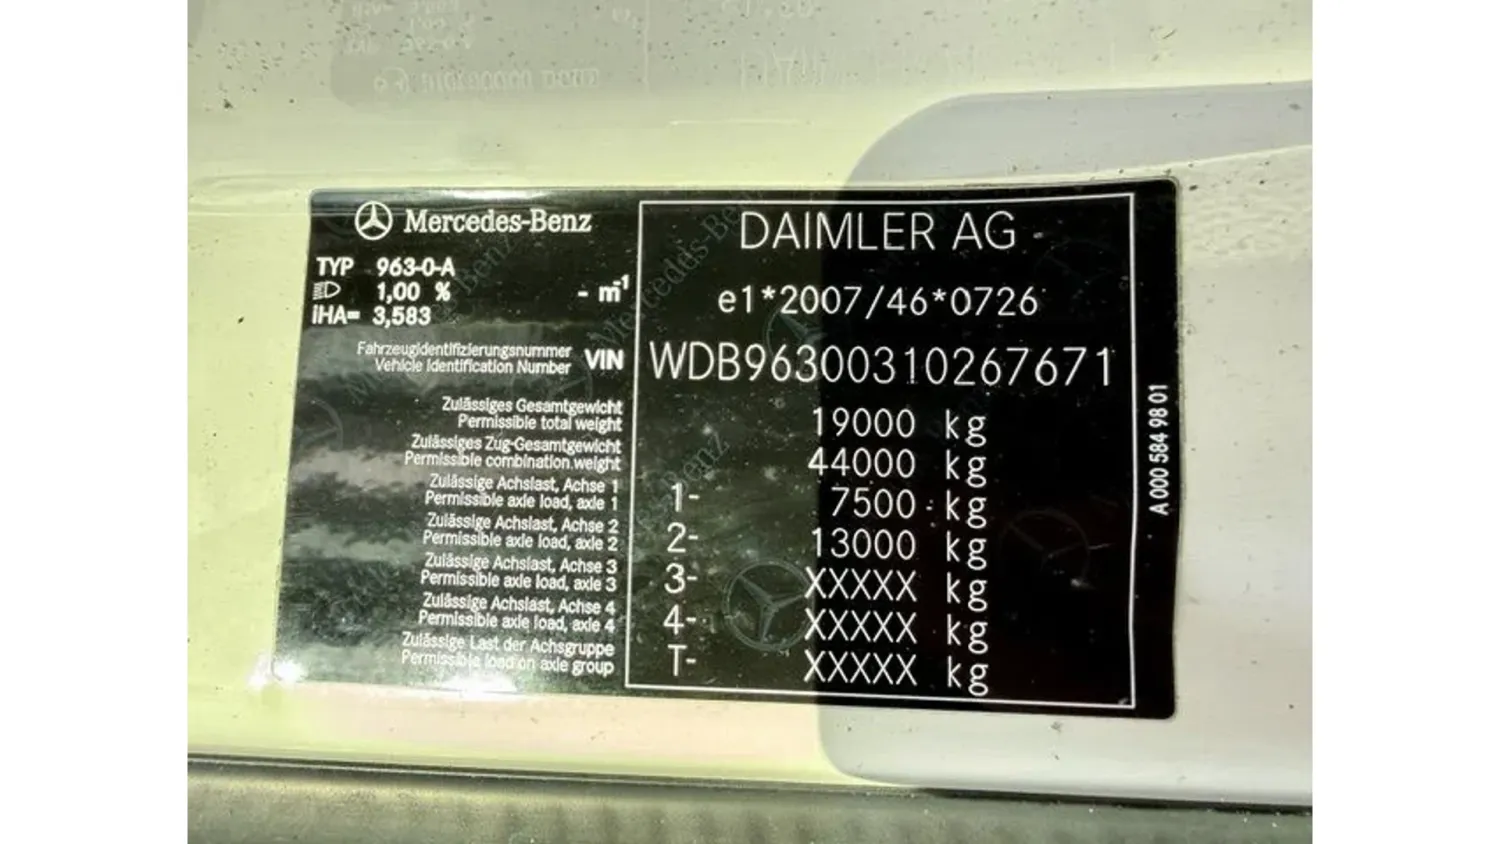 Mercedes-Benz
TYP 963-0-A
1,00 % - m⁻¹
iHA= 3,583
Fahrzeugidentifizierungsnummer
Vehicle Identification Number VIN
Zulässiges Gesamtgewicht
Permissible total weight
Zulässiges Zug-Gesamtgewicht
Permissible combination weight
Zulässige Achslast, Achse 1
Permissible axle load, axle 1
Zulässige Achslast, Achse 2
Permissible axle load, axle 2
Zulässige Achslast, Achse 3
Permissible axle load, axle 3
Zulässige Achslast, Achse 4
Permissible axle load, axle 4
Zulässige Last der Achsgruppe
Permissible load on axle group
DAIMLER AG
e1*2007/46*0726
WDB96300310267671
19000 kg
44000 kg
1- 7500 kg
2- 13000 kg
3- XXXXX kg
4- XXXXX kg
T- XXXXX kg
A 000 584 98 01